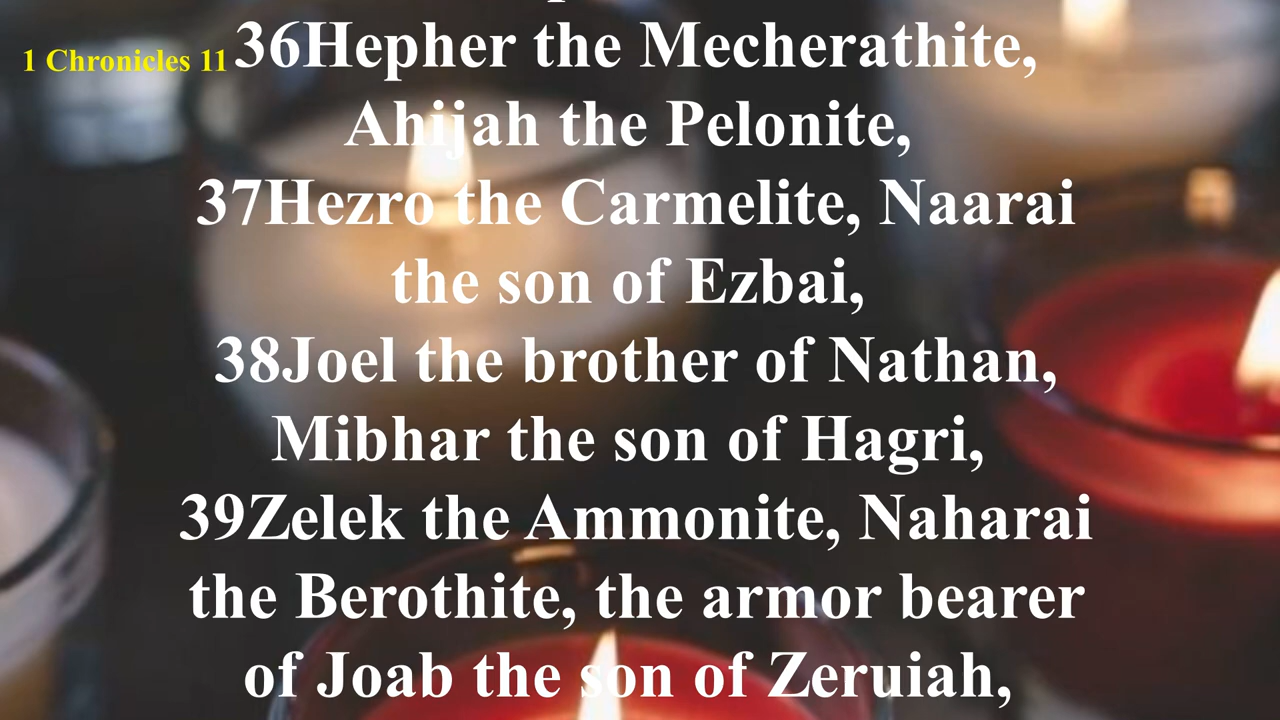 1 Chronicles 11
36Hepher the Mecherathite,
Ahijah the Pelonite,
37Hezro the Carmelite, Naarai
the son of Ezbai,
38Joel the brother of Nathan,
Mibhar the son of Hagri,
39Zelek the Ammonite, Naharai
the Berothite, the armor bearer
of Joab the son of Zeruiah,